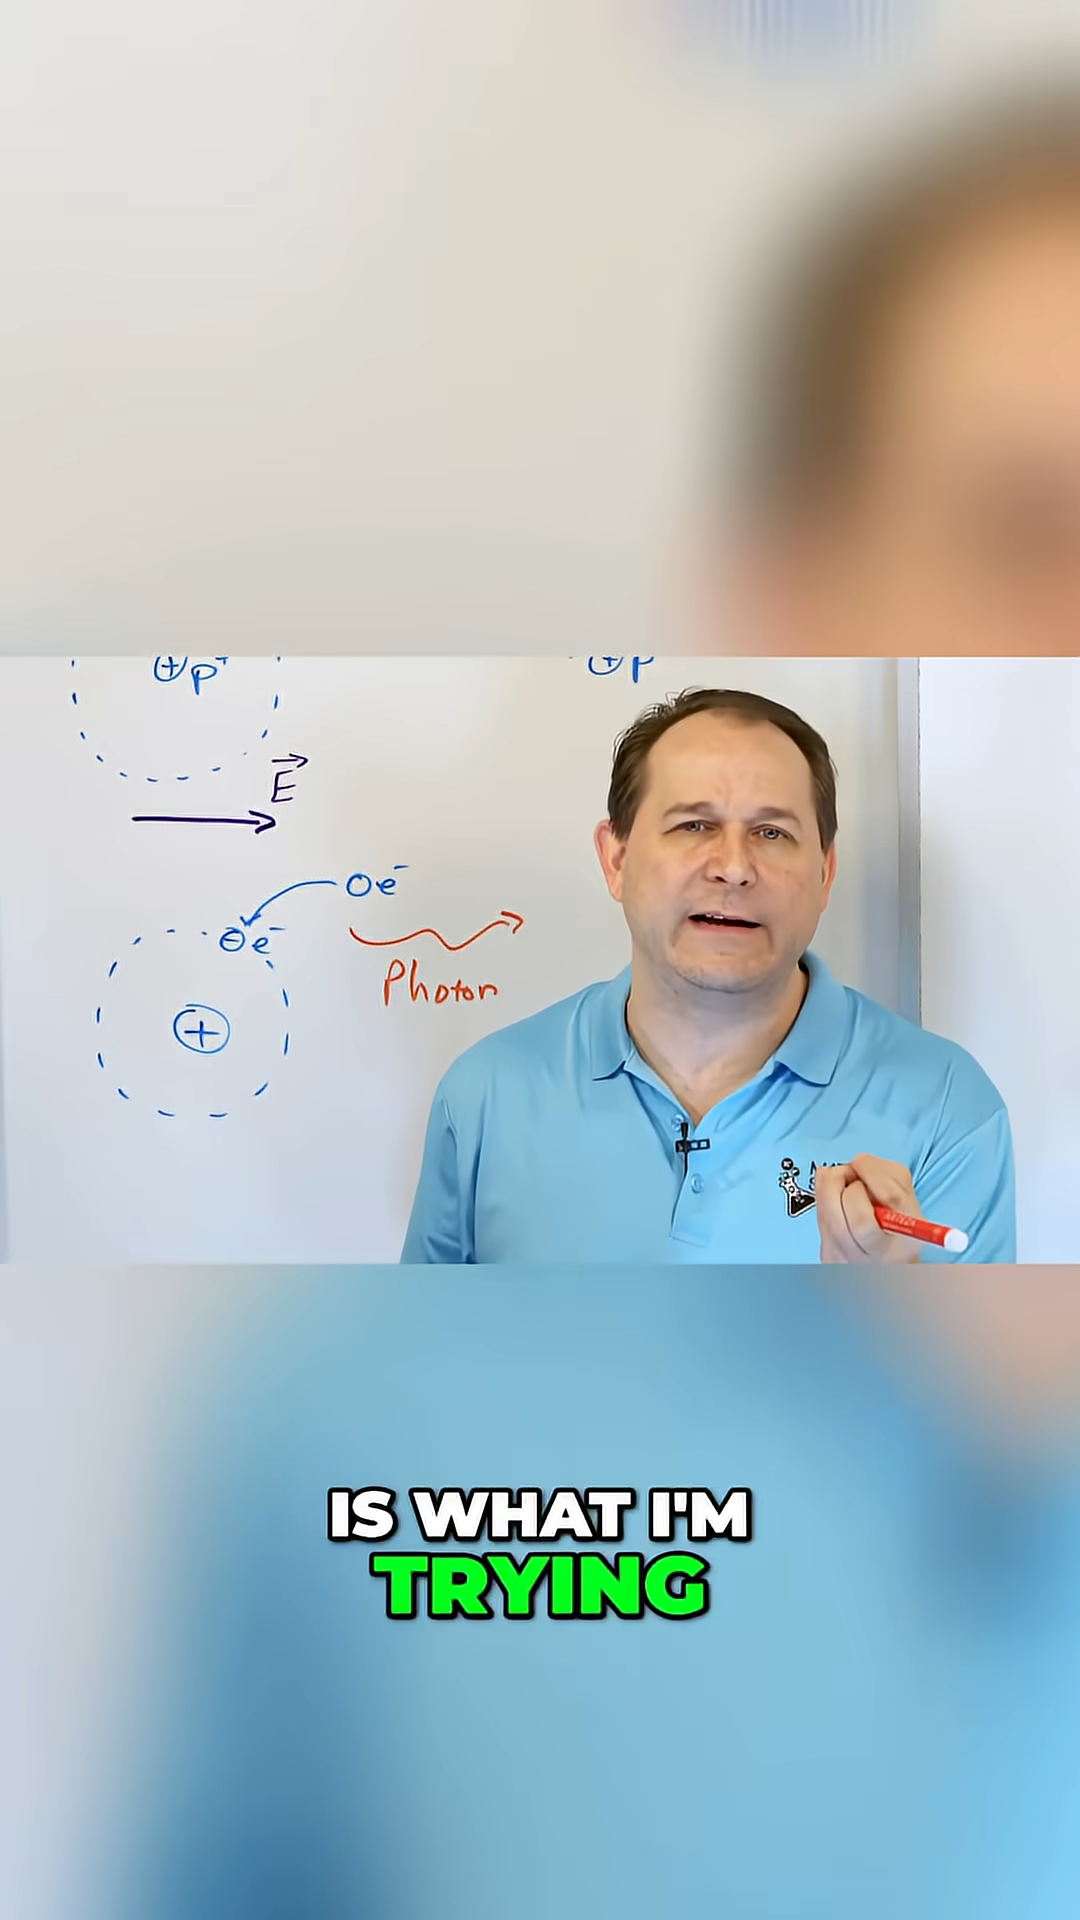 ⊕p⁺
⊕p
E
⊖e⁻
⊖e⁻
Photon
+
IS WHAT I'M
TRYING